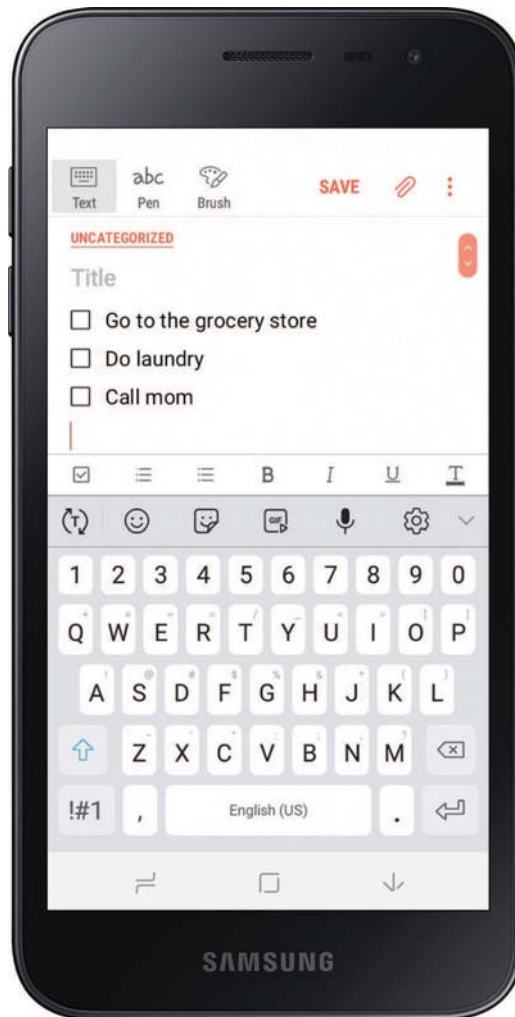 abc
Text Pen Brush SAVE
UNCATEGORIZED
Title
Go to the grocery store
Do laundry
Call mom
B I U T
T GIF
1 2 3 4 5 6 7 8 9 0
Q W E R T Y U I O P
A S D F G H J K L
Z X C V B N M
!#1 , English (US) .
SAMSUNG